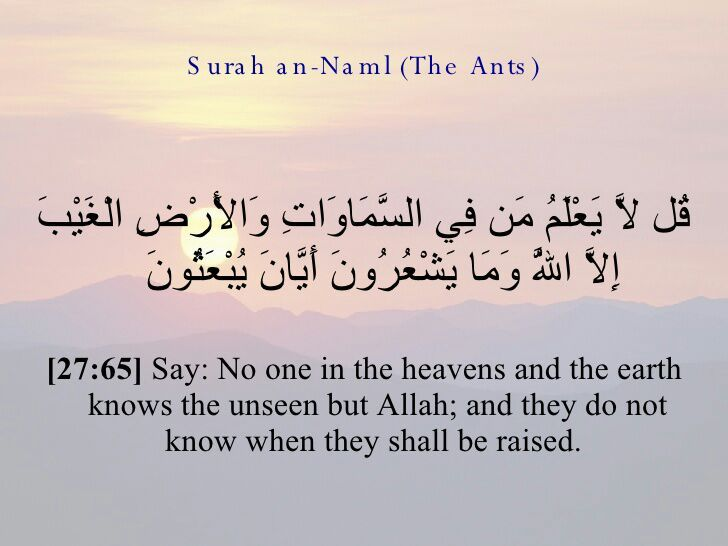 Surah an-Naml (The Ants)
قُل لاَّ يَعْلَمُ مَن فِي السَّمَاوَاتِ وَالأَرْضِ الْغَيْبَ
إِلاَّ اللَّهُ وَمَا يَشْعُرُونَ أَيَّانَ يُبْعَثُونَ
[27:65] Say: No one in the heavens and the earth
knows the unseen but Allah; and they do not
know when they shall be raised.